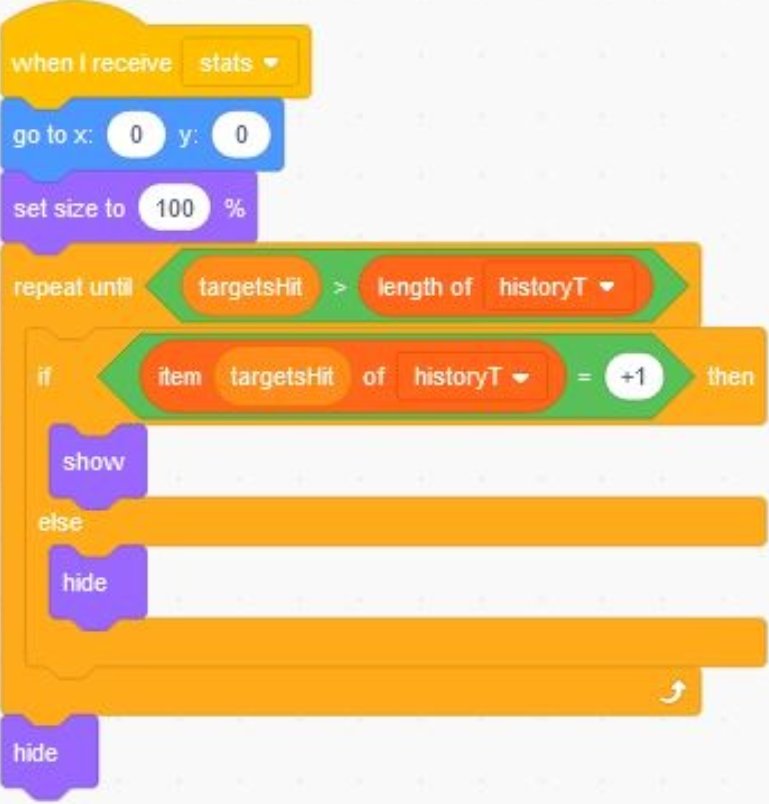 when I receive stats
go to x: 0 y: 0
set size to 100 %
repeat until targetsHit > length of historyT
if item targetsHit of historyT = +1 then
show
else
hide
hide